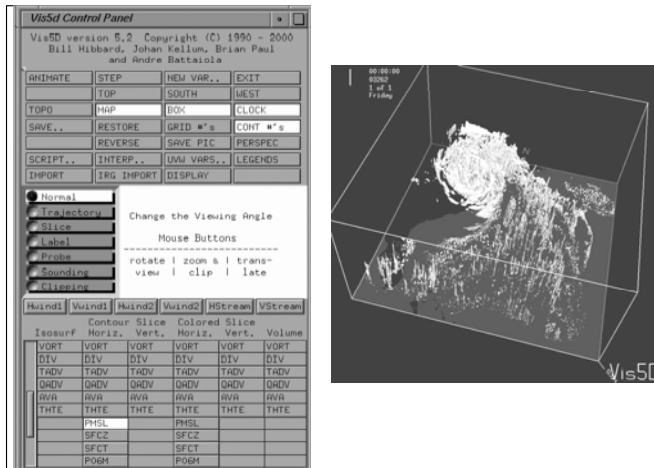 Vis5d Control Panel
Vis5D version 5.2 Copyright (C) 1990 - 2000
Bill Hibbard, Johan Kellum, Brian Paul
and Andre Battaiola
ANIMATE STEP NEW VAR.. EXIT
TOP SOUTH WEST
TOPO MAP BOX CLOCK
SAVE.. RESTORE GRID #'s CONT #'s
REVERSE SAVE PIC PERSPEC
SCRIPT.. INTERP.. UVW VARS.. LEGENDS
IMPORT IRG IMPORT DISPLAY
Normal
Trajectory
Slice
Label
Probe
Sounding
Clipping
Change the Viewing Angle
Mouse Buttons
rotate | zoom & | trans-
view | clip | late
Hwind1 Vwind1 Hwind2 Vwind2 HStream VStream
Contour Slice Colored Slice
Isosurf Horiz. Vert. Horiz. Vert. Volume
VORT VORT VORT VORT VORT VORT
DIV DIV DIV DIV DIV DIV
TADV TADV TADV TADV TADV TADV
QADV QADV QADV QADV QADV QADV
AVA AVA AVA AVA AVA AVA
THTE THTE THTE THTE THTE THTE
PMSL PMSL
SFCZ SFCZ
SFCT SFCT
P06M P06M
00:00:00
03262
1 of 1
Friday
N
Vis5D